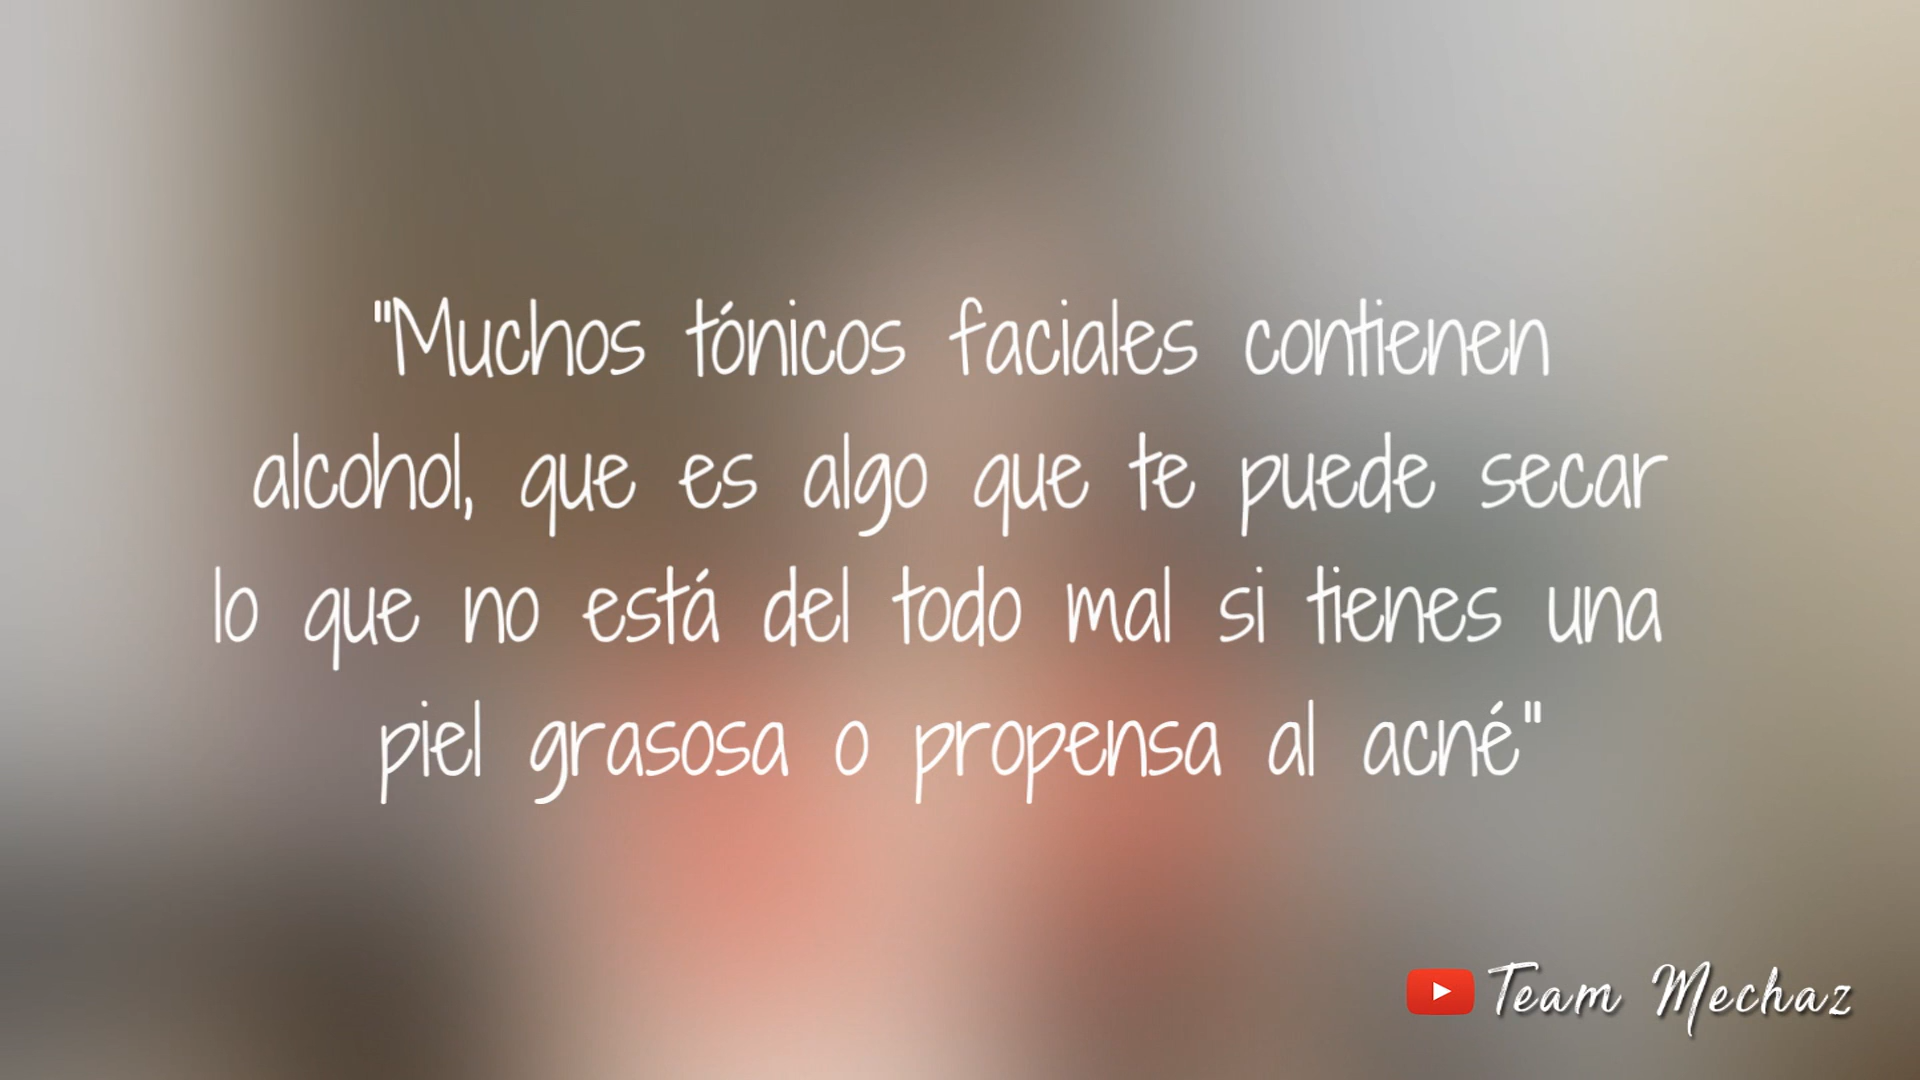 "Muchos tónicos faciales contienen
alcohol, que es algo que te puede secar
lo que no está del todo mal si tienes una
piel grasosa o propensa al acné"
Team Mechaz